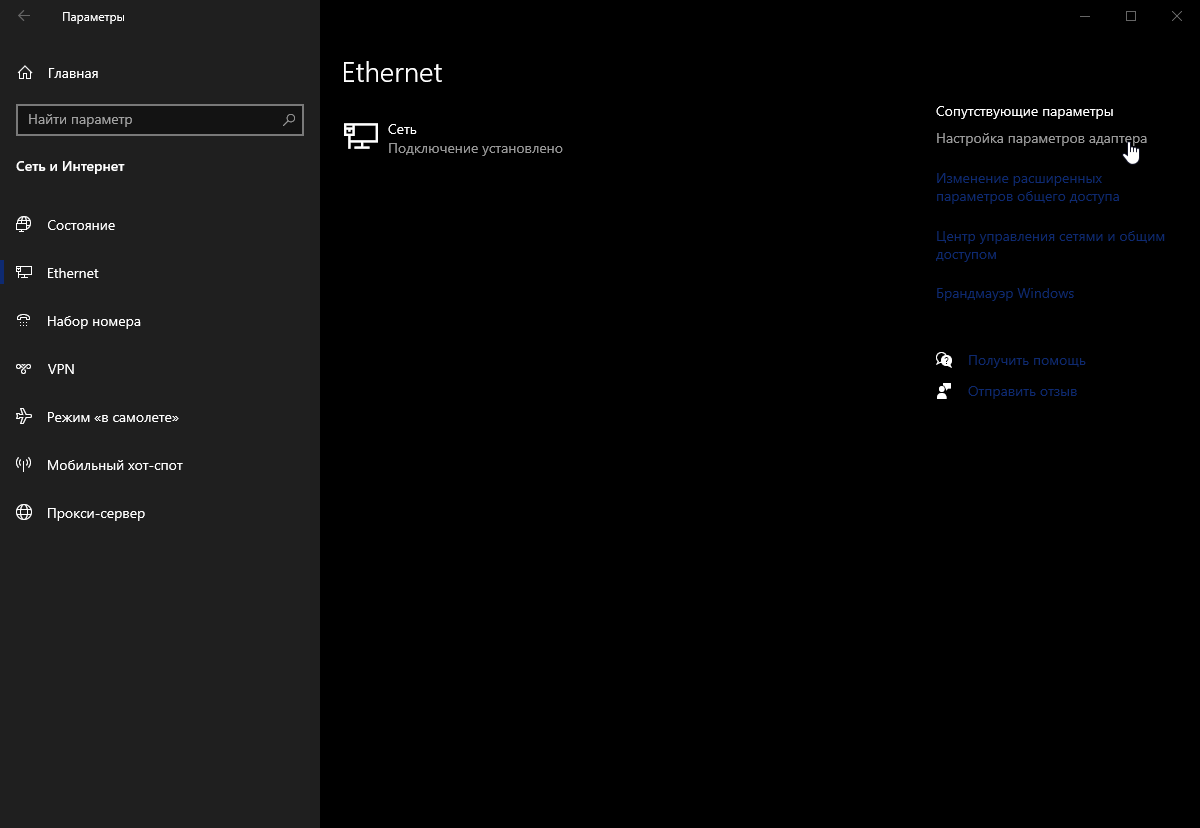 Параметры
Главная
Найти параметр
Сеть и Интернет
Состояние
Ethernet
Набор номера
VPN
Режим «в самолете»
Мобильный хот-спот
Прокси-сервер
Ethernet
Сеть
Подключение установлено
Сопутствующие параметры
Настройка параметров адаптера
Изменение расширенных
параметров общего доступа
Центр управления сетями и общим
доступом
Брандмауэр Windows
Получить помощь
Отправить отзыв